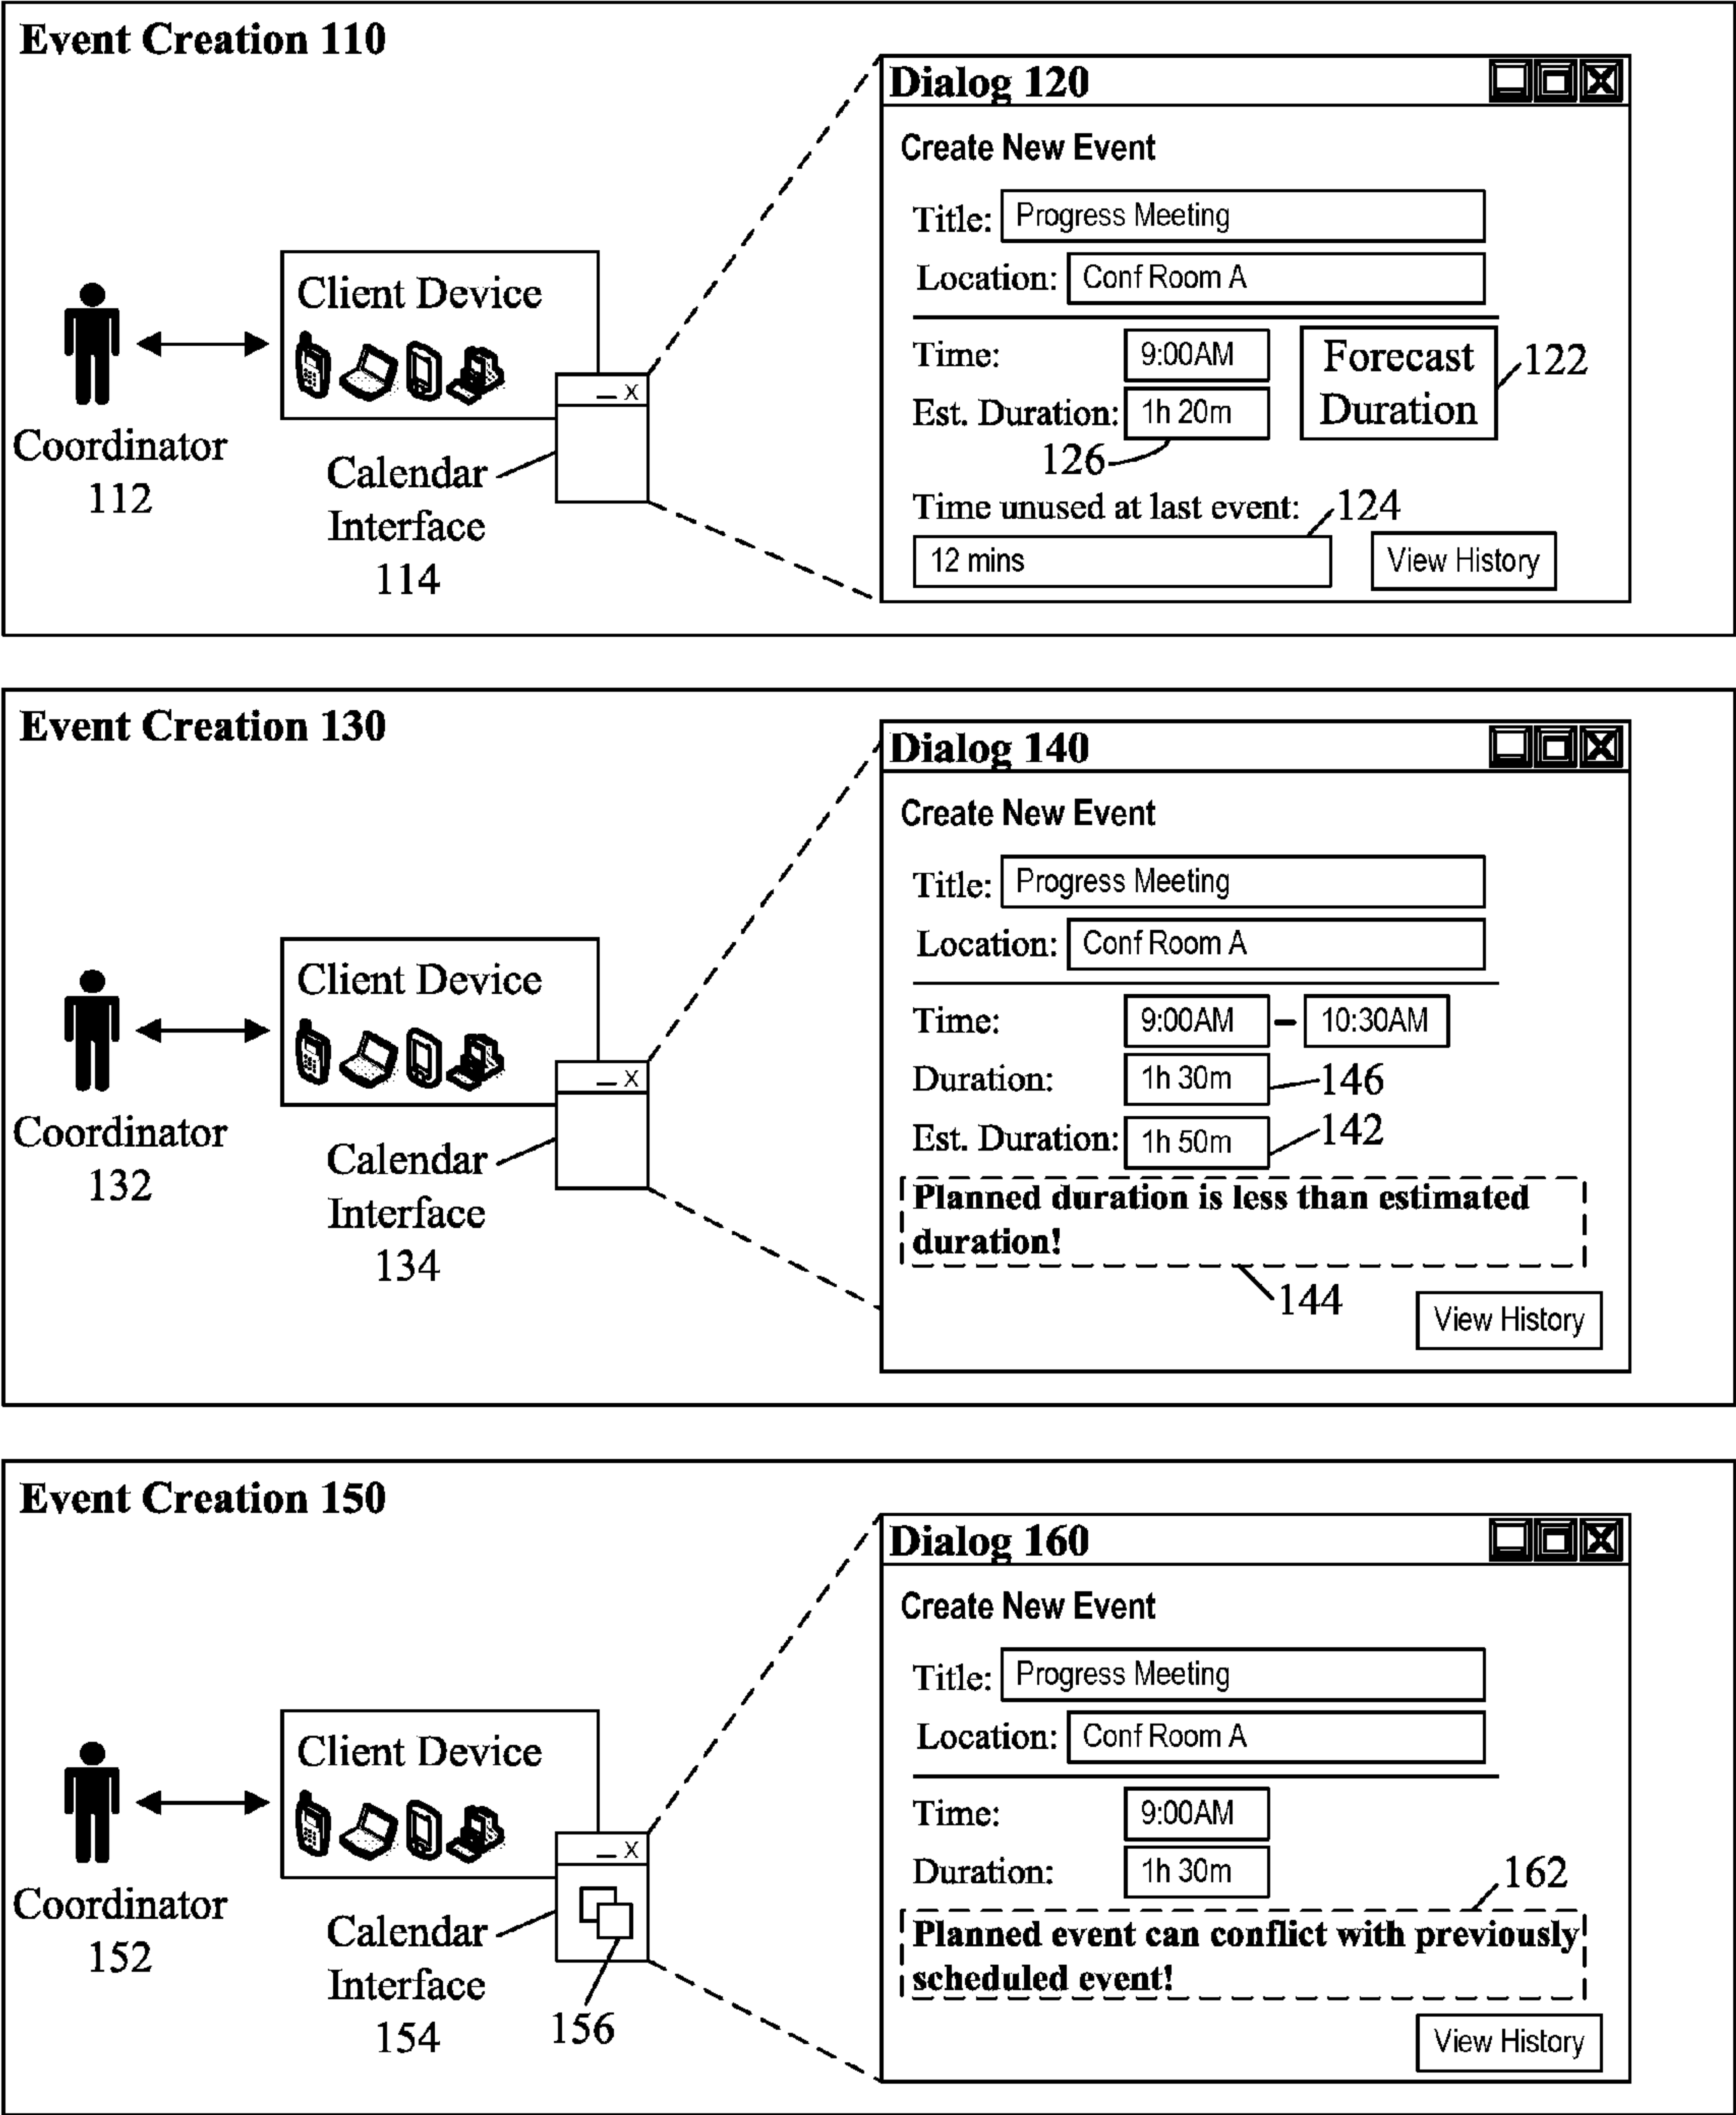 Event Creation 110
Dialog 120
Create New Event
Title: Progress Meeting
Location: Conf Room A
Time: 9:00AM
Forecast Duration 122
Est. Duration: 1h 20m
126
Time unused at last event: 124
12 mins View History
Client Device
_ X
Coordinator
112
Calendar
Interface
114
Event Creation 130
Dialog 140
Create New Event
Title: Progress Meeting
Location: Conf Room A
Time: 9:00AM – 10:30AM
Duration: 1h 30m 146
Est. Duration: 1h 50m 142
Planned duration is less than estimated
duration!
144
View History
Client Device
_ X
Coordinator
132
Calendar
Interface
134
Event Creation 150
Dialog 160
Create New Event
Title: Progress Meeting
Location: Conf Room A
Time: 9:00AM
Duration: 1h 30m
162
Planned event can conflict with previously
scheduled event!
View History
Client Device
_ X
Coordinator
152
Calendar
Interface
154
156